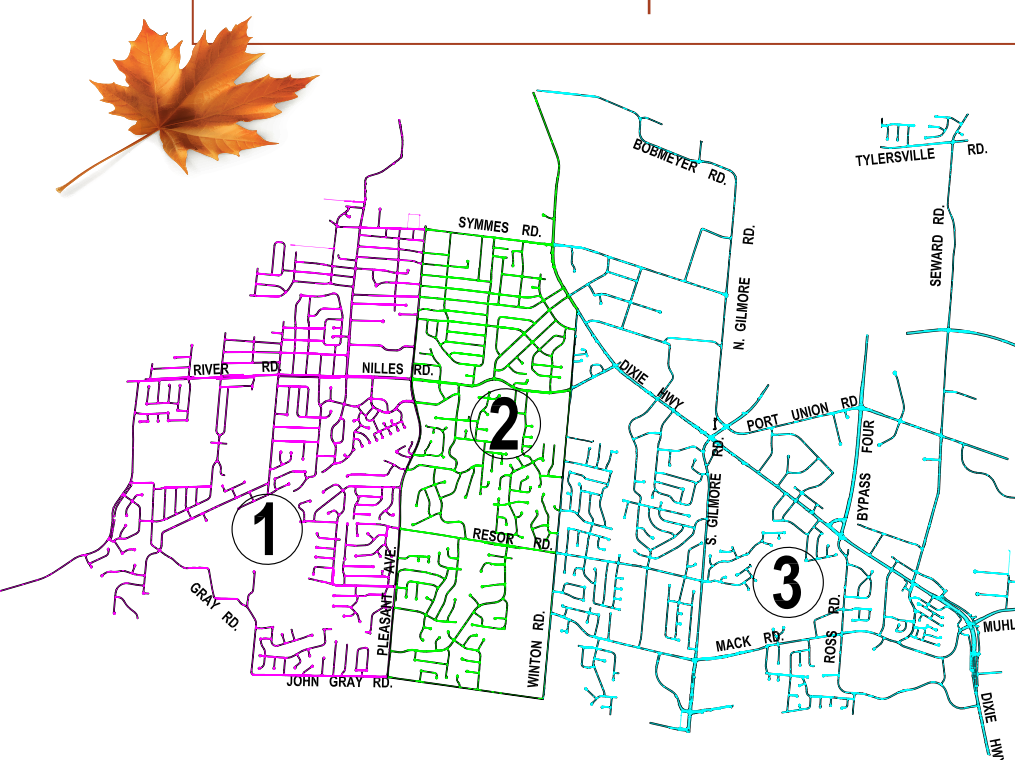 BOBMEYER RD.
TYLERSVILLE RD.
SYMMES RD.
SEWARD RD.
N. GILMORE RD.
RIVER RD.
NILLES RD.
DIXIE HWY
PORT UNION RD
2
BYPASS FOUR
S. GILMORE RD.
1
RESOR RD.
3
GRAY RD.
PLEASANT AVE.
WINTON RD.
MACK RD.
ROSS RD.
MUHL
JOHN GRAY RD.
DIXIE HW